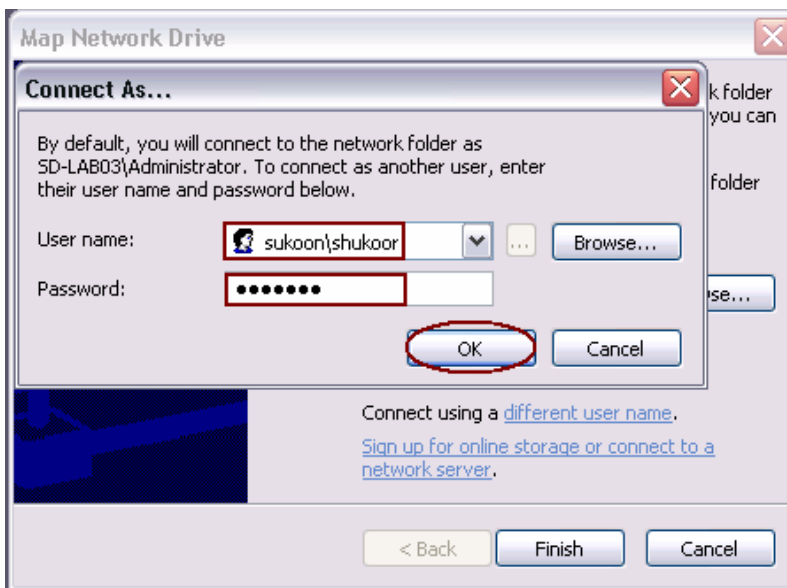 Map Network Drive
Connect As...
k folder
you can
By default, you will connect to the network folder as
SD-LAB03\Administrator. To connect as another user, enter
their user name and password below.
folder
User name: sukoon\shukoor ... Browse...
Password: •••••••
se...
OK Cancel
Connect using a different user name.
Sign up for online storage or connect to a
network server.
< Back Finish Cancel